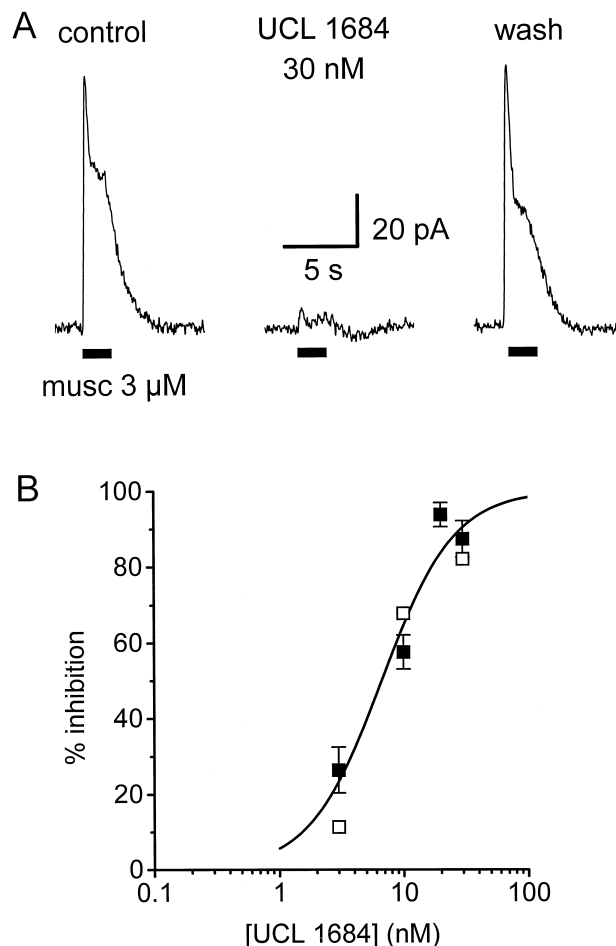 A
control
UCL 1684
30 nM
wash
20 pA
5 s
musc 3 µM
B
100
80
60
40
20
0
% inhibition
0.1
1
10
100
[UCL 1684] (nM)